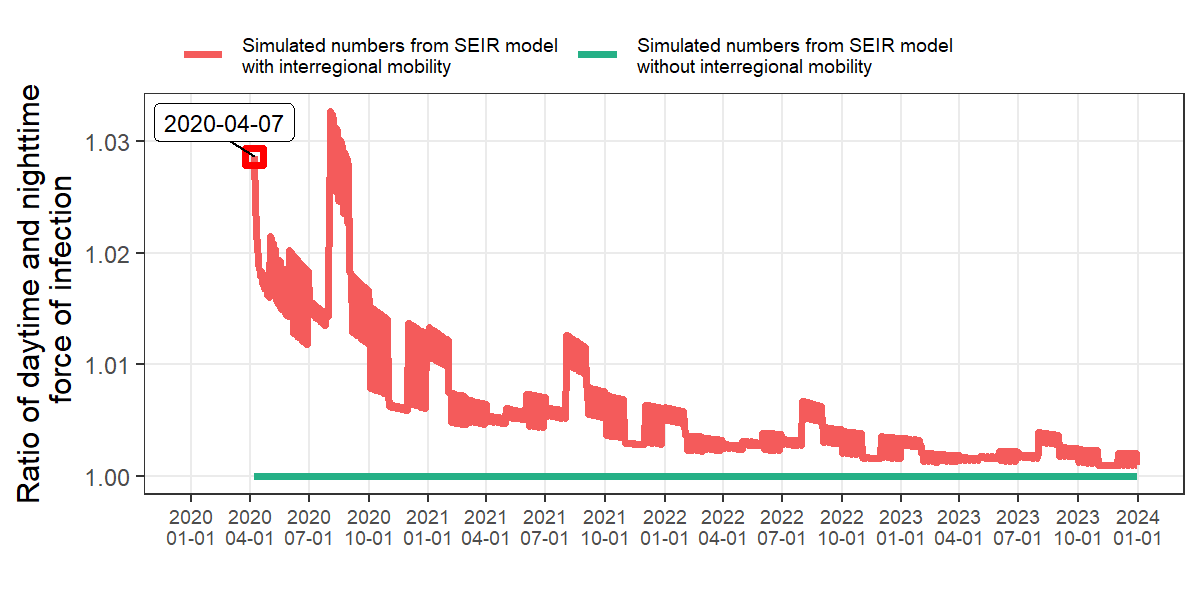 Simulated numbers from SEIR model
with interregional mobility
Simulated numbers from SEIR model
without interregional mobility
Ratio of daytime and nighttime
force of infection
2020-04-07
1.03
1.02
1.01
1.00
2020 2020 2020 2020 2021 2021 2021 2021 2022 2022 2022 2022 2023 2023 2023 2023 2024
01-01 04-01 07-01 10-01 01-01 04-01 07-01 10-01 01-01 04-01 07-01 10-01 01-01 04-01 07-01 10-01 01-01